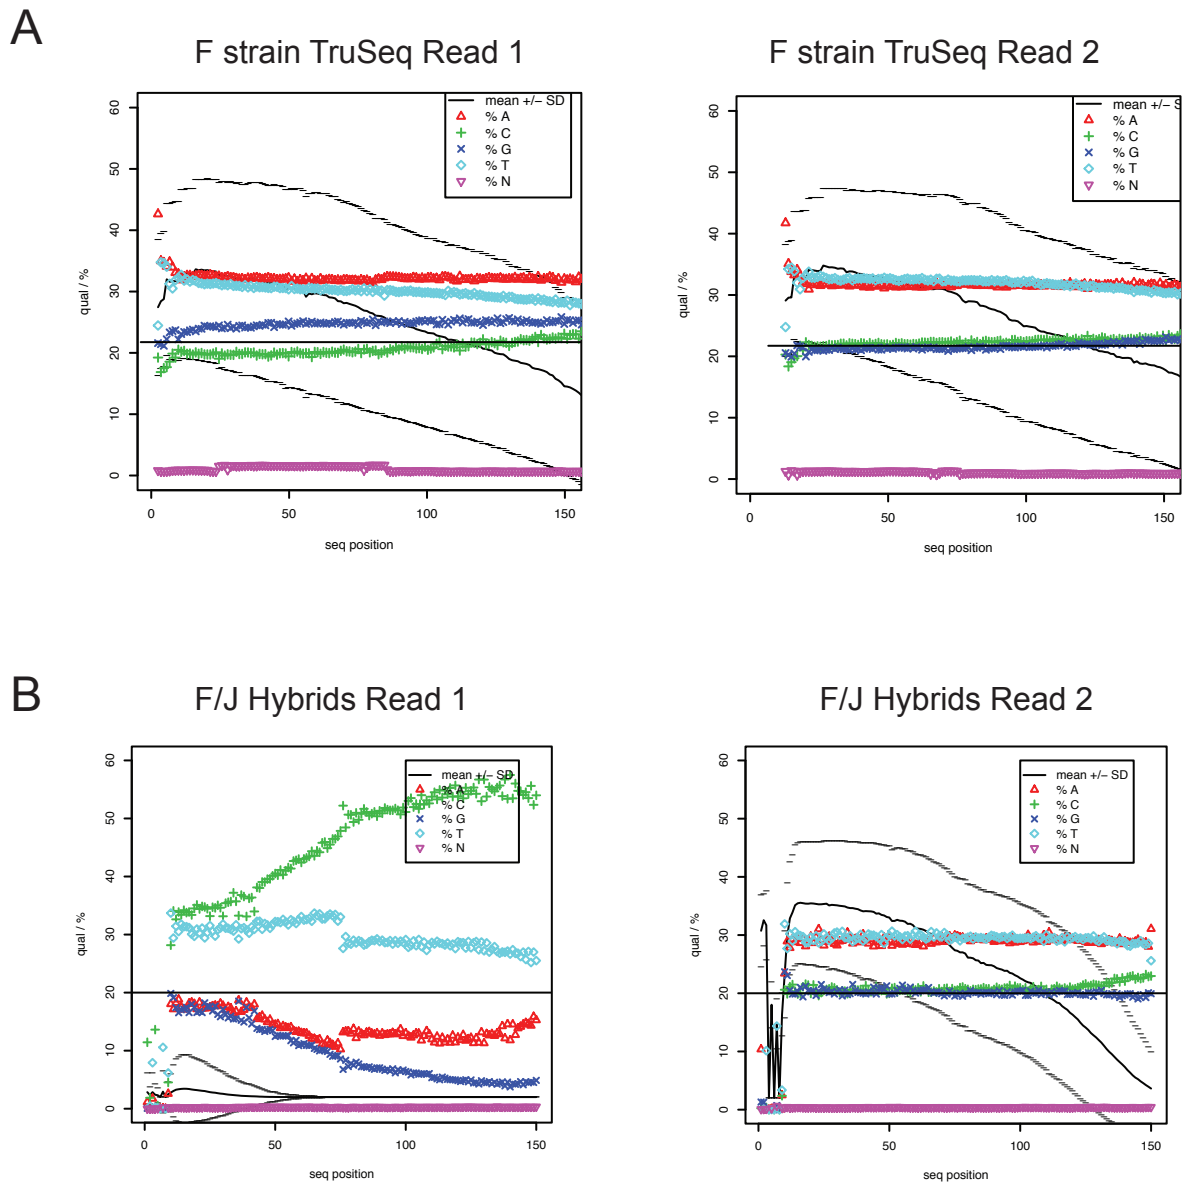 A
F strain TruSeq Read 1
F strain TruSeq Read 2
60
50
40
30
20
10
0
qual / %
mean +/− SD
% A
% C
% G
% T
% N
0
50
100
150
seq position
60
50
40
30
20
10
0
qual / %
mean +/− S
% A
% C
% G
% T
% N
0
50
100
150
seq position
B
F/J Hybrids Read 1
F/J Hybrids Read 2
60
50
40
30
20
10
0
qual / %
mean +/− SD
% A
% C
% G
% T
% N
0
50
100
150
seq position
60
50
40
30
20
10
0
qual / %
mean +/− SD
% A
% C
% G
% T
% N
0
50
100
150
seq position